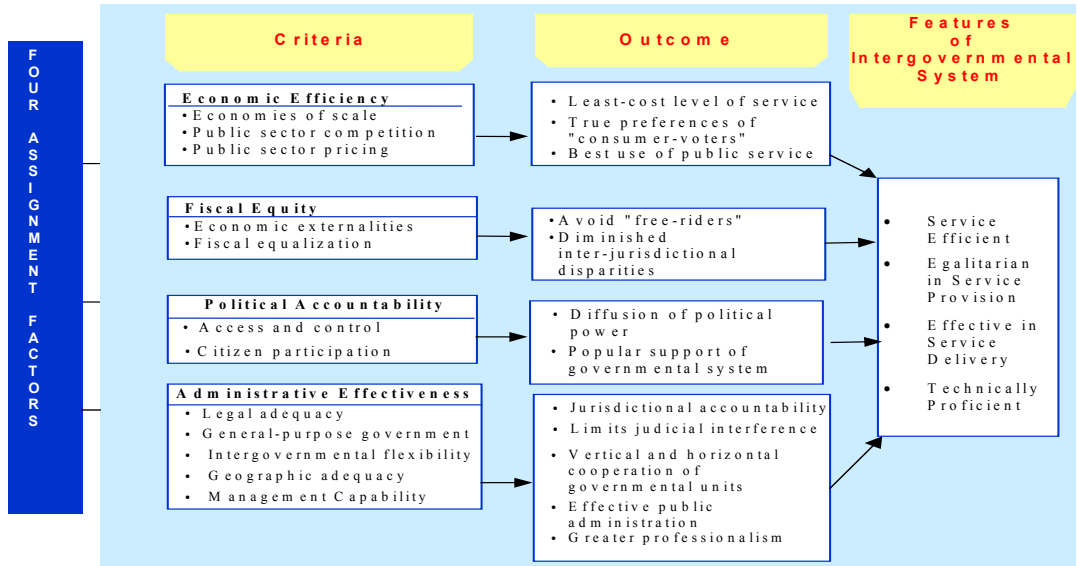 FOUR ASSIGNMENT FACTORS
Criteria
Outcome
Features
of
Intergovernmental
System
Economic Efficiency
•Economies of scale
•Public sector competition
•Public sector pricing
• Least-cost level of service
• True preferences of
"consumer-voters"
• Best use of public service
Fiscal Equity
•Economic externalities
•Fiscal equalization
•Avoid "free-riders"
•Diminished
inter-jurisdictional
disparities
Political Accountability
• Access and control
• Citizen participation
• Diffusion of political
power
• Popular support of
governmental system
Administrative Effectiveness
• Legal adequacy
• General-purpose government
• Intergovernmental flexibility
• Geographic adequacy
• Management Capability
• Jurisdictional accountability
• Limits judicial interference
• Vertical and horizontal
cooperation of
governmental units
• Effective public
administration
• Greater professionalism
• Service
Efficient
• Egalitarian
in Service
Provision
• Effective in
Service
Delivery
• Technically
Proficient